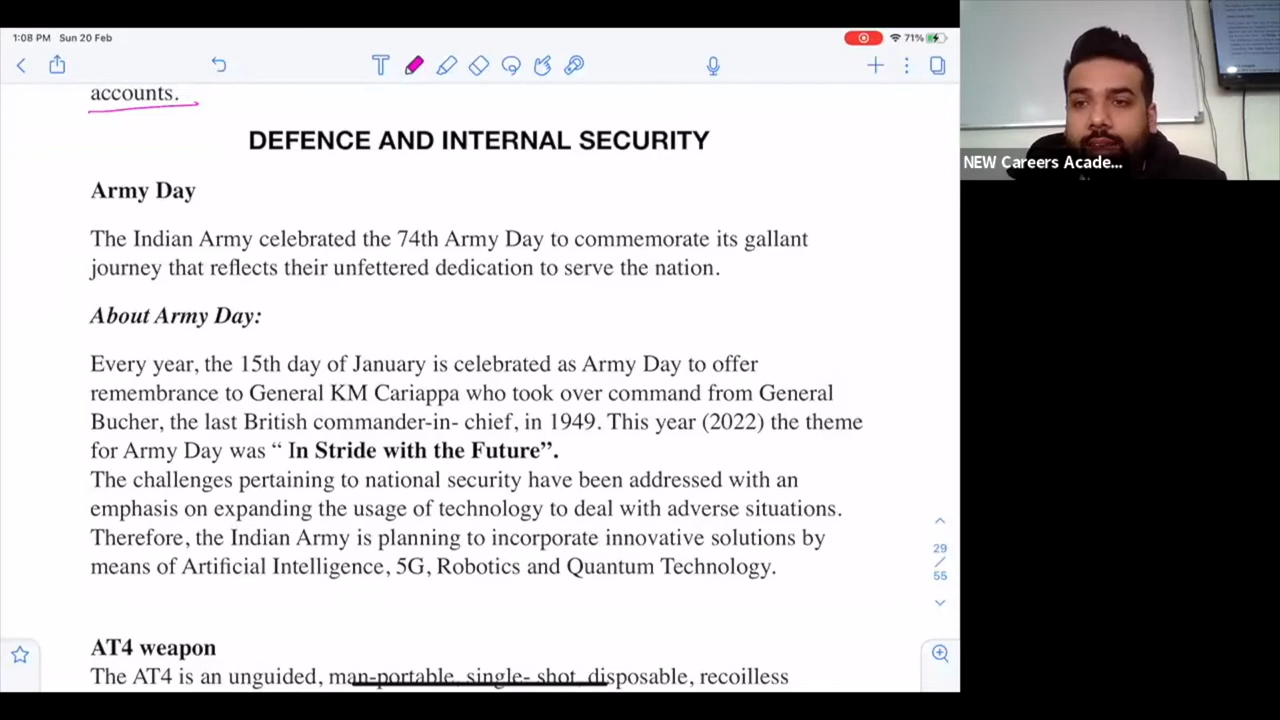 1:08 PM Sun 20 Feb
71%
accounts.
DEFENCE AND INTERNAL SECURITY
Army Day
The Indian Army celebrated the 74th Army Day to commemorate its gallant
journey that reflects their unfettered dedication to serve the nation.
About Army Day:
Every year, the 15th day of January is celebrated as Army Day to offer
remembrance to General KM Cariappa who took over command from General
Bucher, the last British commander-in- chief, in 1949. This year (2022) the theme
for Army Day was “ In Stride with the Future”.
The challenges pertaining to national security have been addressed with an
emphasis on expanding the usage of technology to deal with adverse situations.
Therefore, the Indian Army is planning to incorporate innovative solutions by
means of Artificial Intelligence, 5G, Robotics and Quantum Technology.
AT4 weapon
The AT4 is an unguided, man-portable, single- shot, disposable, recoilless
29
/
55
NEW Careers Acade...